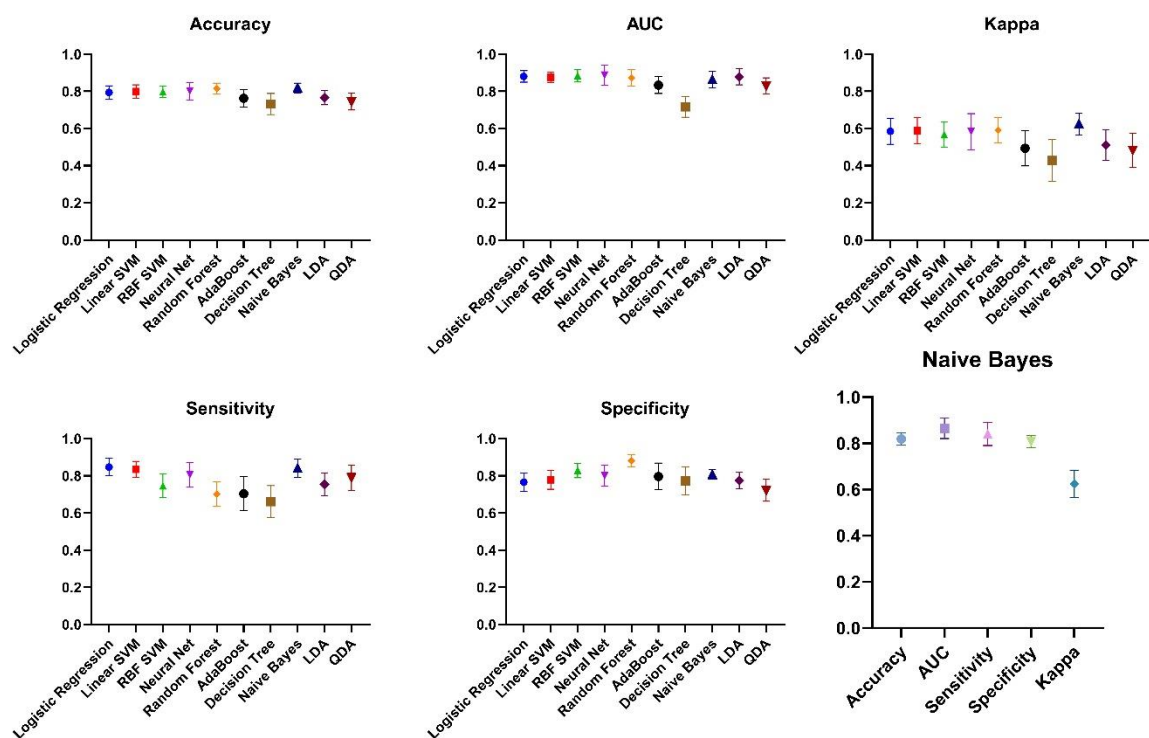 Accuracy
1.0
0.8
0.6
0.4
0.2
0.0
Logistic Regression
Linear SVM
RBF SVM
Neural Net
Random Forest
AdaBoost
Decision Tree
Naive Bayes
LDA
QDA
AUC
1.0
0.8
0.6
0.4
0.2
0.0
Logistic Regression
Linear SVM
RBF SVM
Neural Net
Random Forest
AdaBoost
Decision Tree
Naive Bayes
LDA
QDA
Kappa
1.0
0.8
0.6
0.4
0.2
0.0
Logistic Regression
Linear SVM
RBF SVM
Neural Net
Random Forest
AdaBoost
Decision Tree
Naive Bayes
LDA
QDA
Sensitivity
1.0
0.8
0.6
0.4
0.2
0.0
Logistic Regression
Linear SVM
RBF SVM
Neural Net
Random Forest
AdaBoost
Decision Tree
Naive Bayes
LDA
QDA
Specificity
1.0
0.8
0.6
0.4
0.2
0.0
Logistic Regression
Linear SVM
RBF SVM
Neural Net
Random Forest
AdaBoost
Decision Tree
Naive Bayes
LDA
QDA
Naive Bayes
1.0
0.8
0.6
0.4
0.2
0.0
Accuracy
AUC
Sensitivity
Specificity
Kappa